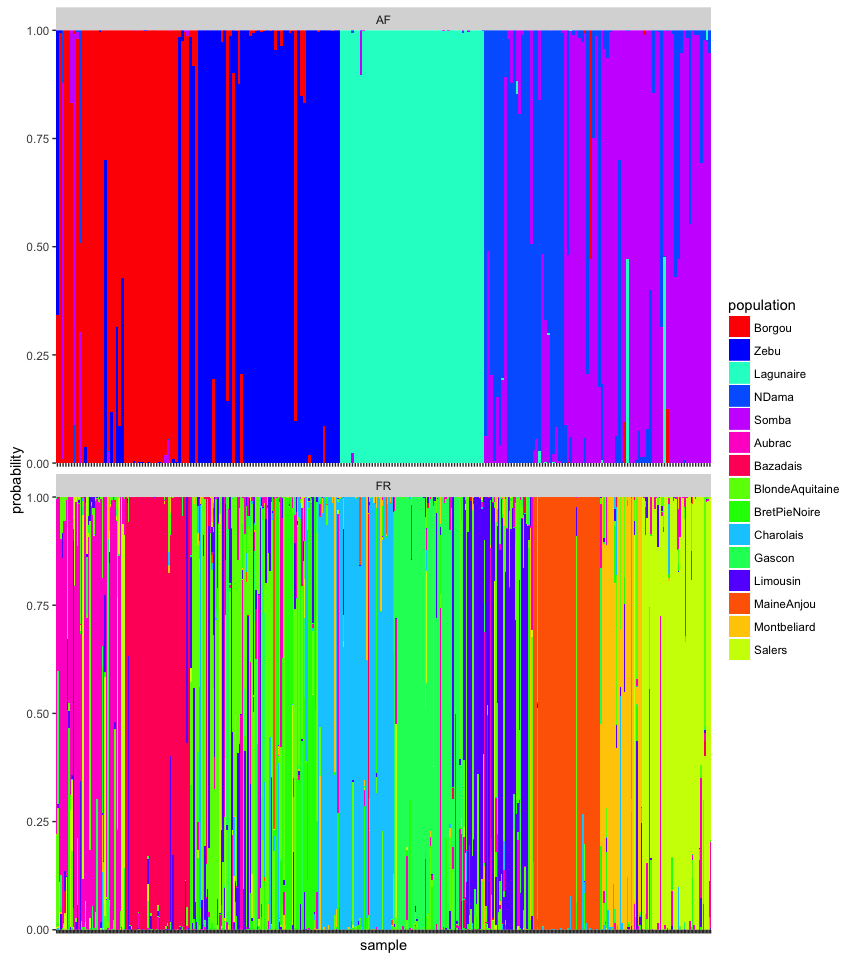 AF
1.00
0.75
0.50
0.25
0.00
FR
1.00
0.75
0.50
0.25
0.00
probability
sample
population
Borgou
Zebu
Lagunaire
NDama
Somba
Aubrac
Bazadais
BlondeAquitaine
BretPieNoire
Charolais
Gascon
Limousin
MaineAnjou
Montbeliard
Salers